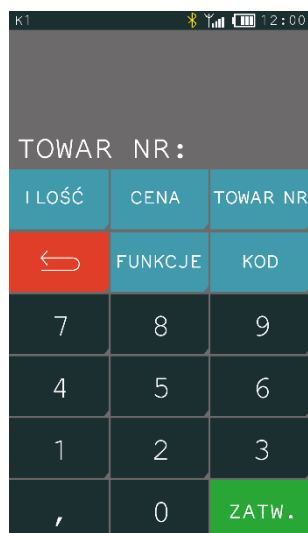 K1 12:00
TOWAR NR:
ILOŚĆ CENA TOWAR NR
FUNKCJE KOD
7 8 9
4 5 6
1 2 3
, 0 ZATW.